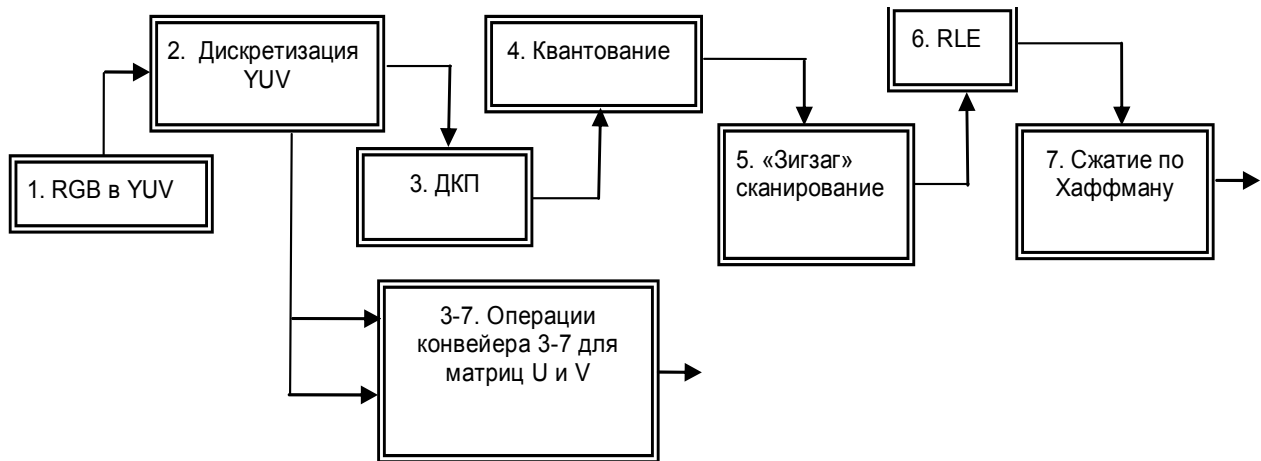 1. RGB в YUV
2. Дискретизация
YUV
3. ДКП
4. Квантование
5. «Зигзаг»
сканирование
6. RLE
7. Сжатие по
Хаффману
3-7. Операции
конвейера 3-7 для
матриц U и V